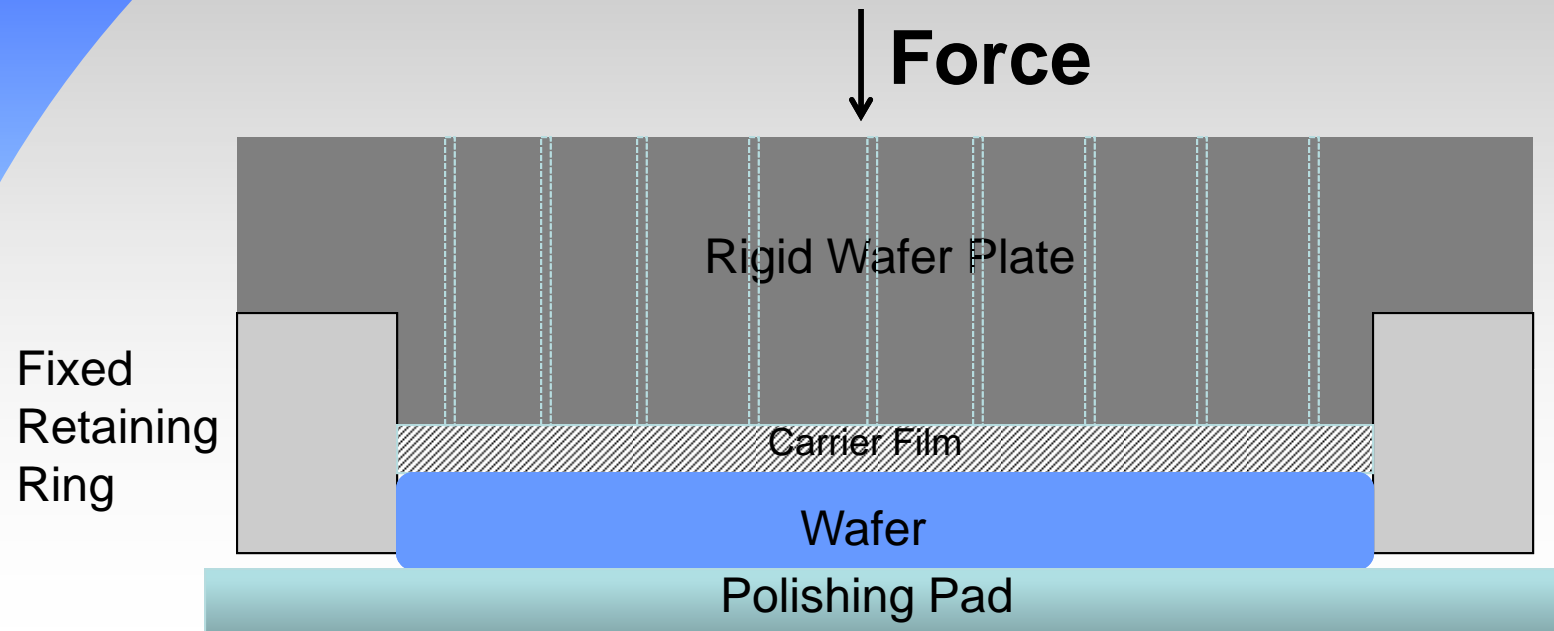 Force
Rigid Wafer Plate
Fixed
Retaining
Ring
Carrier Film
Wafer
Polishing Pad